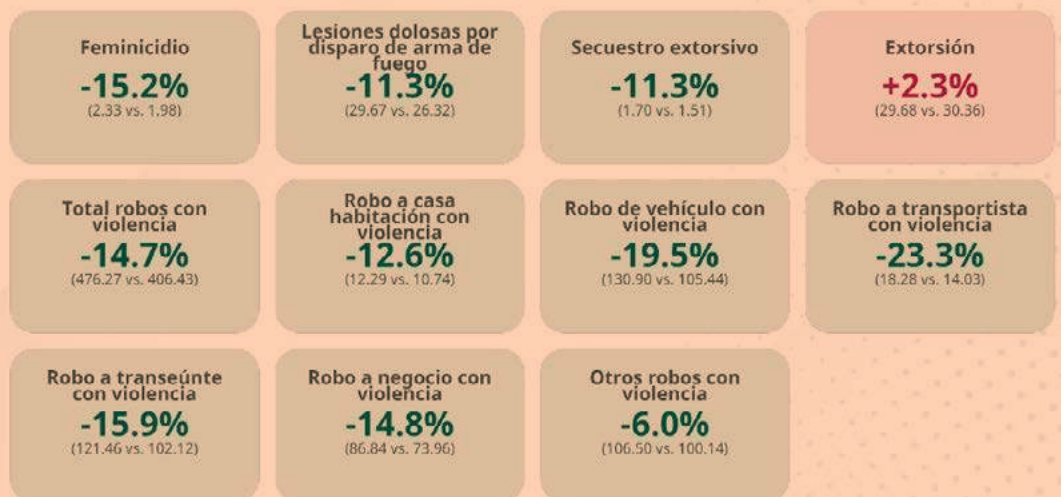 Feminicidio
-15.2%
(2.33 vs. 1.98)
Lesiones dolosas por
disparo de arma de
fuego
-11.3%
(29.67 vs. 26.32)
Secuestro extorsivo
-11.3%
(1.70 vs. 1.51)
Extorsión
+2.3%
(29.68 vs. 30.36)
Total robos con
violencia
-14.7%
(476.27 vs. 406.43)
Robo a casa
habitación con
violencia
-12.6%
(12.29 vs. 10.74)
Robo de vehículo con
violencia
-19.5%
(130.90 vs. 105.44)
Robo a transportista
con violencia
-23.3%
(18.28 vs. 14.03)
Robo a transeúnte
con violencia
-15.9%
(121.46 vs. 102.12)
Robo a negocio con
violencia
-14.8%
(86.84 vs. 73.96)
Otros robos con
violencia
-6.0%
(106.50 vs. 100.14)